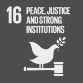 16 PEACE, JUSTICE
AND STRONG
INSTITUTIONS